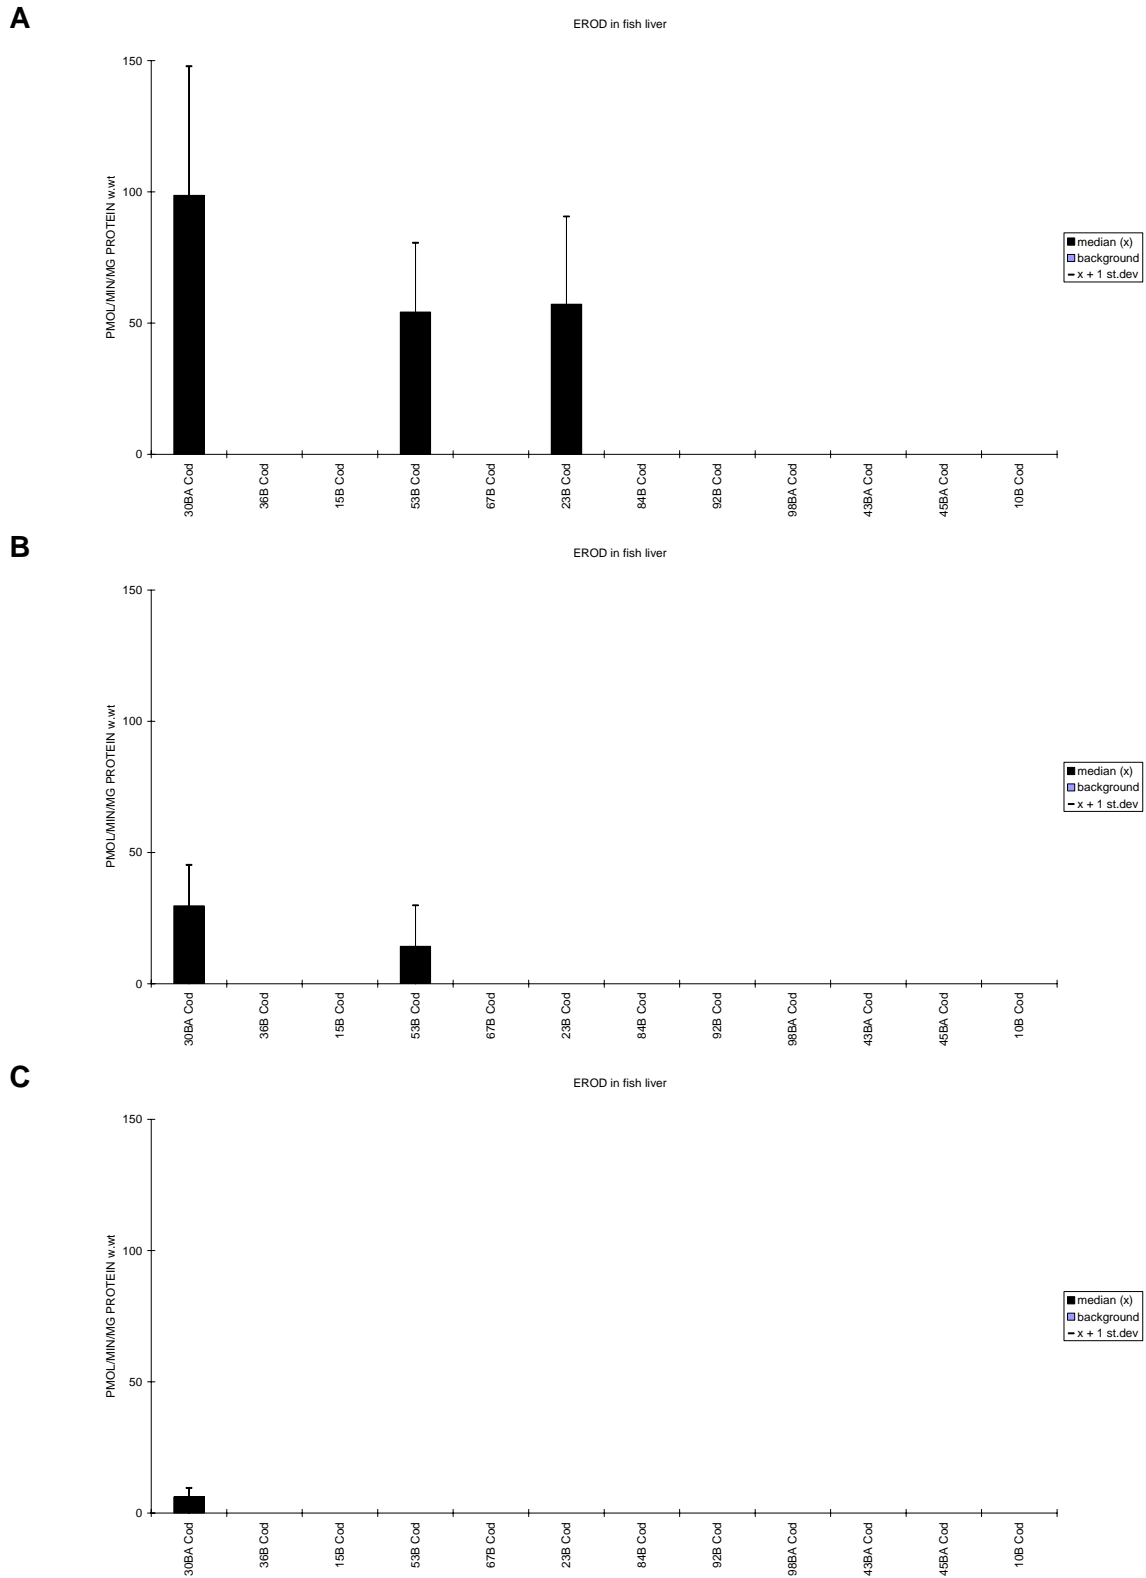 A
EROD in fish liver
150
100
50
0
PMOL/MIN/MG PROTEIN w.wt
median (x)
background
x + 1 st.dev
30BA Cod
36B Cod
15B Cod
53B Cod
67B Cod
23B Cod
84B Cod
92B Cod
98BA Cod
43BA Cod
45BA Cod
10B Cod
B
EROD in fish liver
150
100
50
0
PMOL/MIN/MG PROTEIN w.wt
median (x)
background
x + 1 st.dev
30BA Cod
36B Cod
15B Cod
53B Cod
67B Cod
23B Cod
84B Cod
92B Cod
98BA Cod
43BA Cod
45BA Cod
10B Cod
C
EROD in fish liver
150
100
50
0
PMOL/MIN/MG PROTEIN w.wt
median (x)
background
x + 1 st.dev
30BA Cod
36B Cod
15B Cod
53B Cod
67B Cod
23B Cod
84B Cod
92B Cod
98BA Cod
43BA Cod
45BA Cod
10B Cod